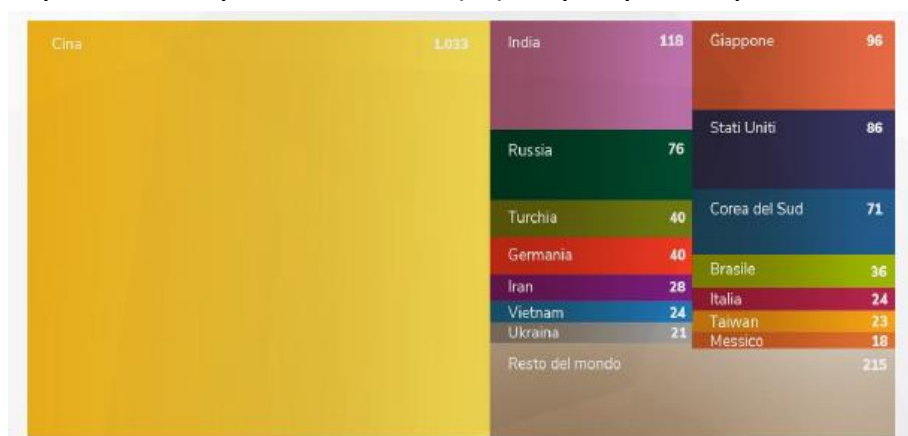 Cina 1.033
India 118
Giappone 96
Stati Uniti 86
Russia 76
Corea del Sud 71
Turchia 40
Germania 40
Brasile 36
Iran 28
Italia 24
Vietnam 24
Taiwan 23
Ucraina 21
Messico 18
Resto del mondo 215